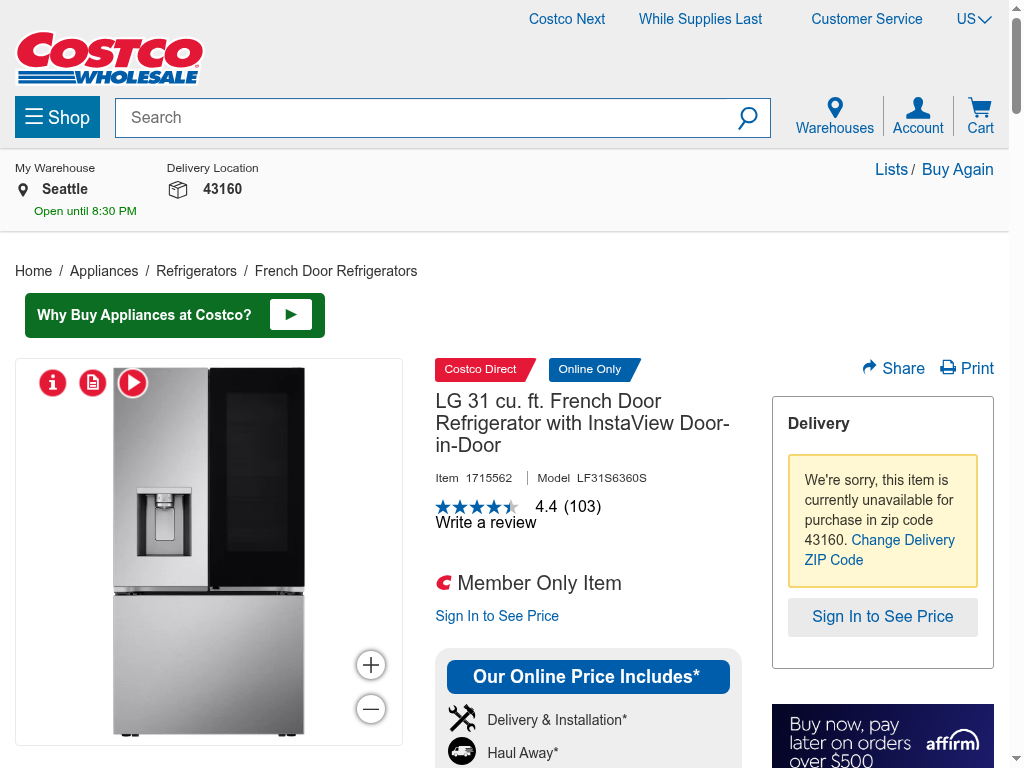 Costco Next
While Supplies Last
Customer Service
US
COSTCO
WHOLESALE
Shop
Search
Warehouses
Account
Cart
My Warehouse
Seattle
Open until 8:30 PM
Delivery Location
43160
Lists / Buy Again
Home / Appliances / Refrigerators / French Door Refrigerators
Why Buy Appliances at Costco?
Costco Direct
Online Only
LG 31 cu. ft. French Door
Refrigerator with InstaView Door-
in-Door
Item 1715562 | Model LF31S6360S
4.4 (103)
Write a review
Member Only Item
Sign In to See Price
Our Online Price Includes*
Delivery & Installation*
Haul Away*
Share
Print
Delivery
We're sorry, this item is
currently unavailable for
purchase in zip code
43160. Change Delivery
ZIP Code
Sign In to See Price
Buy now, pay
later on orders
over $500
affirm